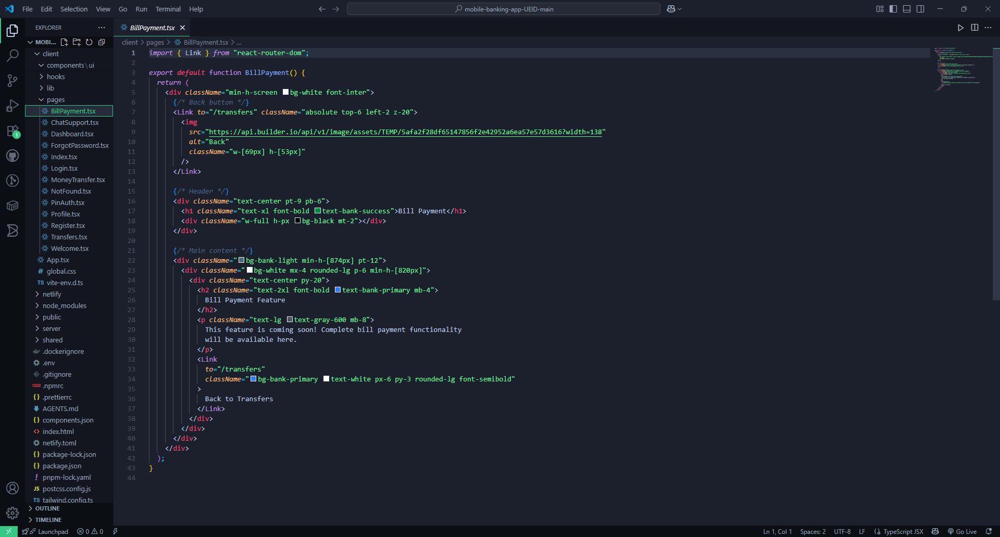 File Edit Selection View Go Run Terminal Help
mobile-banking-app-UEID-main
EXPLORER
MOBI...
client
components\ui
hooks
lib
pages
BillPayment.tsx
ChatSupport.tsx
Dashboard.tsx
ForgotPassword.tsx
Index.tsx
Login.tsx
MoneyTransfer.tsx
NotFound.tsx
PinAuth.tsx
Profile.tsx
Register.tsx
Transfers.tsx
Welcome.tsx
App.tsx
# global.css
TS vite-env.d.ts
netlify
node_modules
public
server
shared
.dockerignore
.env
.gitignore
.npmrc
{} .prettierrc
AGENTS.md
{} components.json
<> index.html
netlify.toml
{} package-lock.json
{} package.json
! pnpm-lock.yaml
JS postcss.config.js
TS tailwind.config.ts
OUTLINE
TIMELINE
1
BillPayment.tsx
client > pages > BillPayment.tsx > ...
1 import { Link } from "react-router-dom";
2
3 export default function BillPayment() {
4 return (
5 <div className="min-h-screen bg-white font-inter">
6 {/* Back button */}
7 <Link to="/transfers" className="absolute top-6 left-2 z-20">
8 <img
9 src="https://api.builder.io/api/v1/image/assets/TEMP/5afa2f28df65147856f2e42952a6ea57e57d3616?width=138"
10 alt="Back"
11 className="w-[69px] h-[53px]"
12 />
13 </Link>
14
15 {/* Header */}
16 <div className="text-center pt-9 pb-6">
17 <h1 className="text-xl font-bold text-bank-success">Bill Payment</h1>
18 <div className="w-full h-px bg-black mt-2"></div>
19 </div>
20
21 {/* Main content */}
22 <div className="bg-bank-light min-h-[874px] pt-12">
23 <div className="bg-white mx-4 rounded-lg p-6 min-h-[820px]">
24 <div className="text-center py-20">
25 <h2 className="text-2xl font-bold text-bank-primary mb-4">
26 Bill Payment Feature
27 </h2>
28 <p className="text-lg text-gray-600 mb-8">
29 This feature is coming soon! Complete bill payment functionality
30 will be available here.
31 </p>
32 <Link
33 to="/transfers"
34 className="bg-bank-primary text-white px-6 py-3 rounded-lg font-semibold"
35 >
36 Back to Transfers
37 </Link>
38 </div>
39 </div>
40 </div>
41 </div>
42 );
43 }
44
Launchpad 0 0
Ln 1, Col 1 Spaces: 2 UTF-8 LF TypeScript JSX Go Live